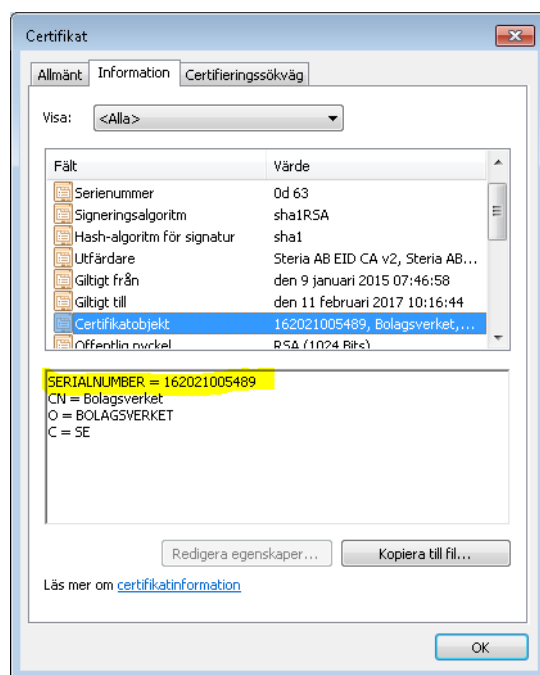 Certifikat
Allmänt Information Certifieringssökväg
Visa: <Alla>
Fält Värde
Serienummer 0d 63
Signeringsalgoritm sha1RSA
Hash-algoritm för signatur sha1
Utfärdare Steria AB EID CA v2, Steria AB...
Giltigt från den 9 januari 2015 07:46:58
Giltigt till den 11 februari 2017 10:16:44
Certifikatobjekt 162021005489, Bolagsverket,...
Offentlig nyckel RSA (1024 Bits)
SERIALNUMBER = 162021005489
CN = Bolagsverket
O = BOLAGSVERKET
C = SE
Redigera egenskaper... Kopiera till fil...
Läs mer om certifikatinformation
OK